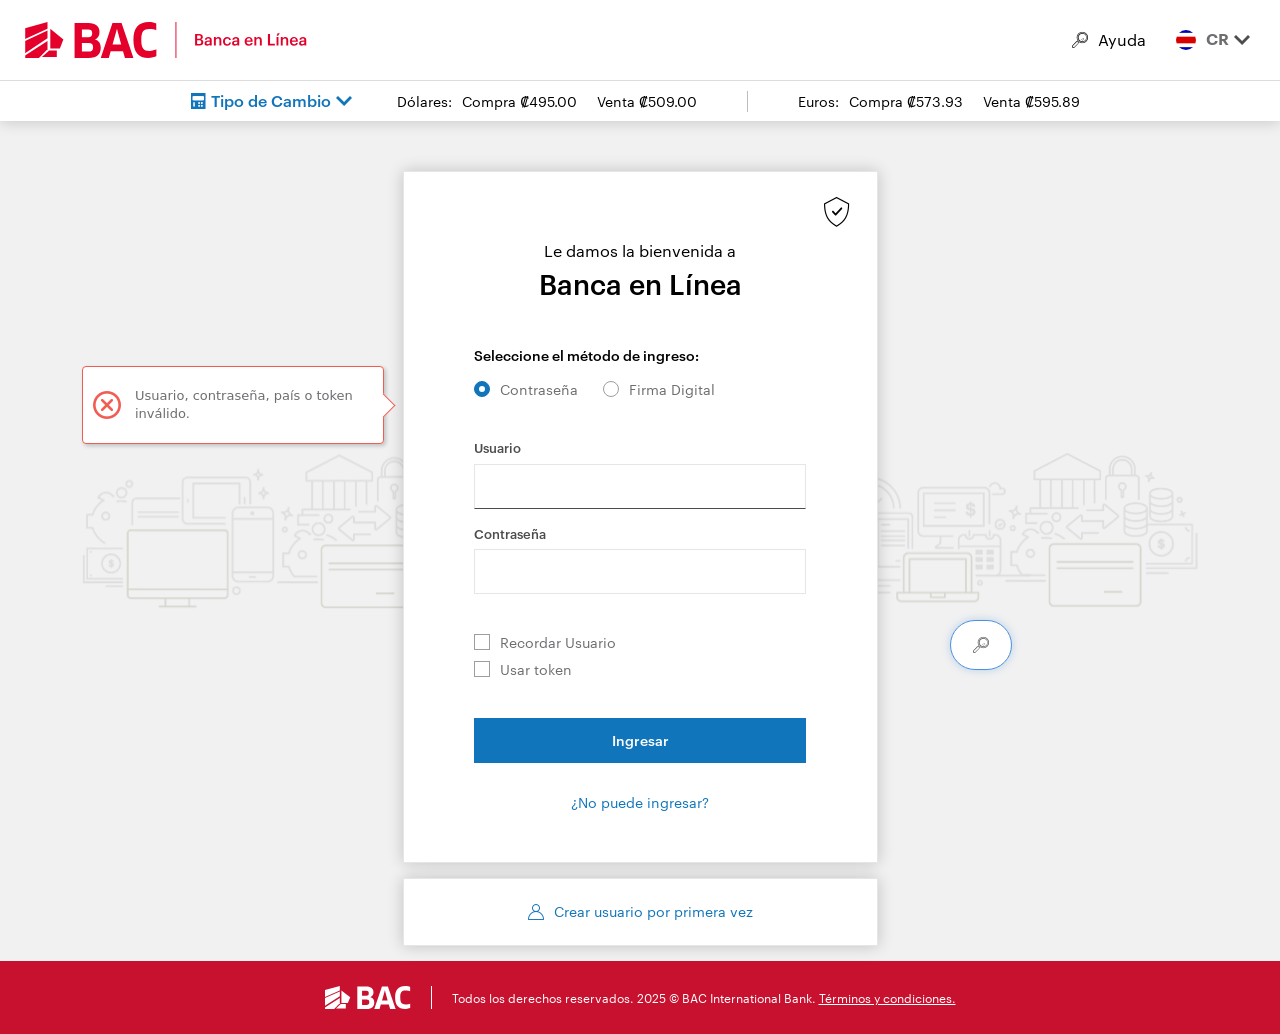 BAC
Banca en Línea
Ayuda
CR
Tipo de Cambio
Dólares: Compra ₡495.00 Venta ₡509.00
Euros: Compra ₡573.93 Venta ₡595.89
Le damos la bienvenida a
Banca en Línea
Seleccione el método de ingreso:
Contraseña
Firma Digital
Usuario, contraseña, país o token
inválido.
Usuario
Contraseña
Recordar Usuario
Usar token
Ingresar
¿No puede ingresar?
Crear usuario por primera vez
BAC
Todos los derechos reservados. 2025 © BAC International Bank. Términos y condiciones.